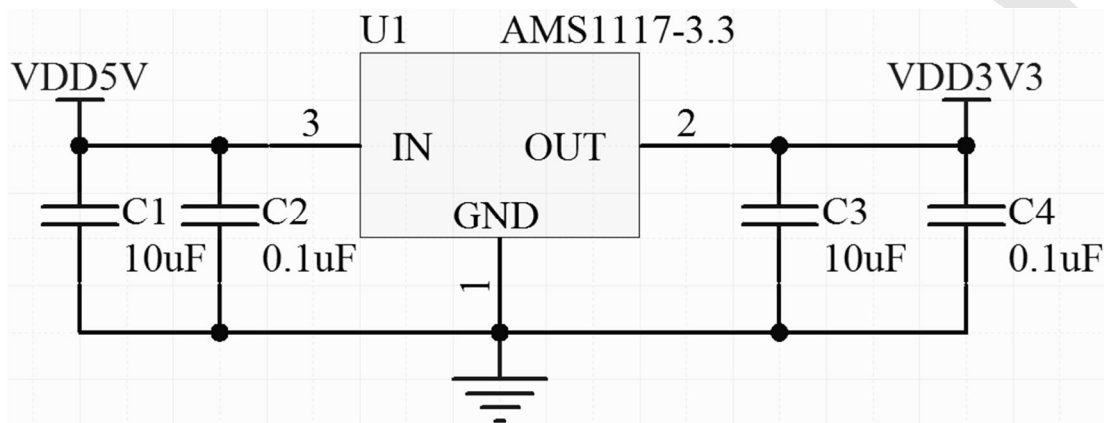 U1 AMS1117-3.3
VDD5V VDD3V3
3 2
IN OUT
GND
C1 C2 C3 C4
10uF 0.1uF 10uF 0.1uF
1